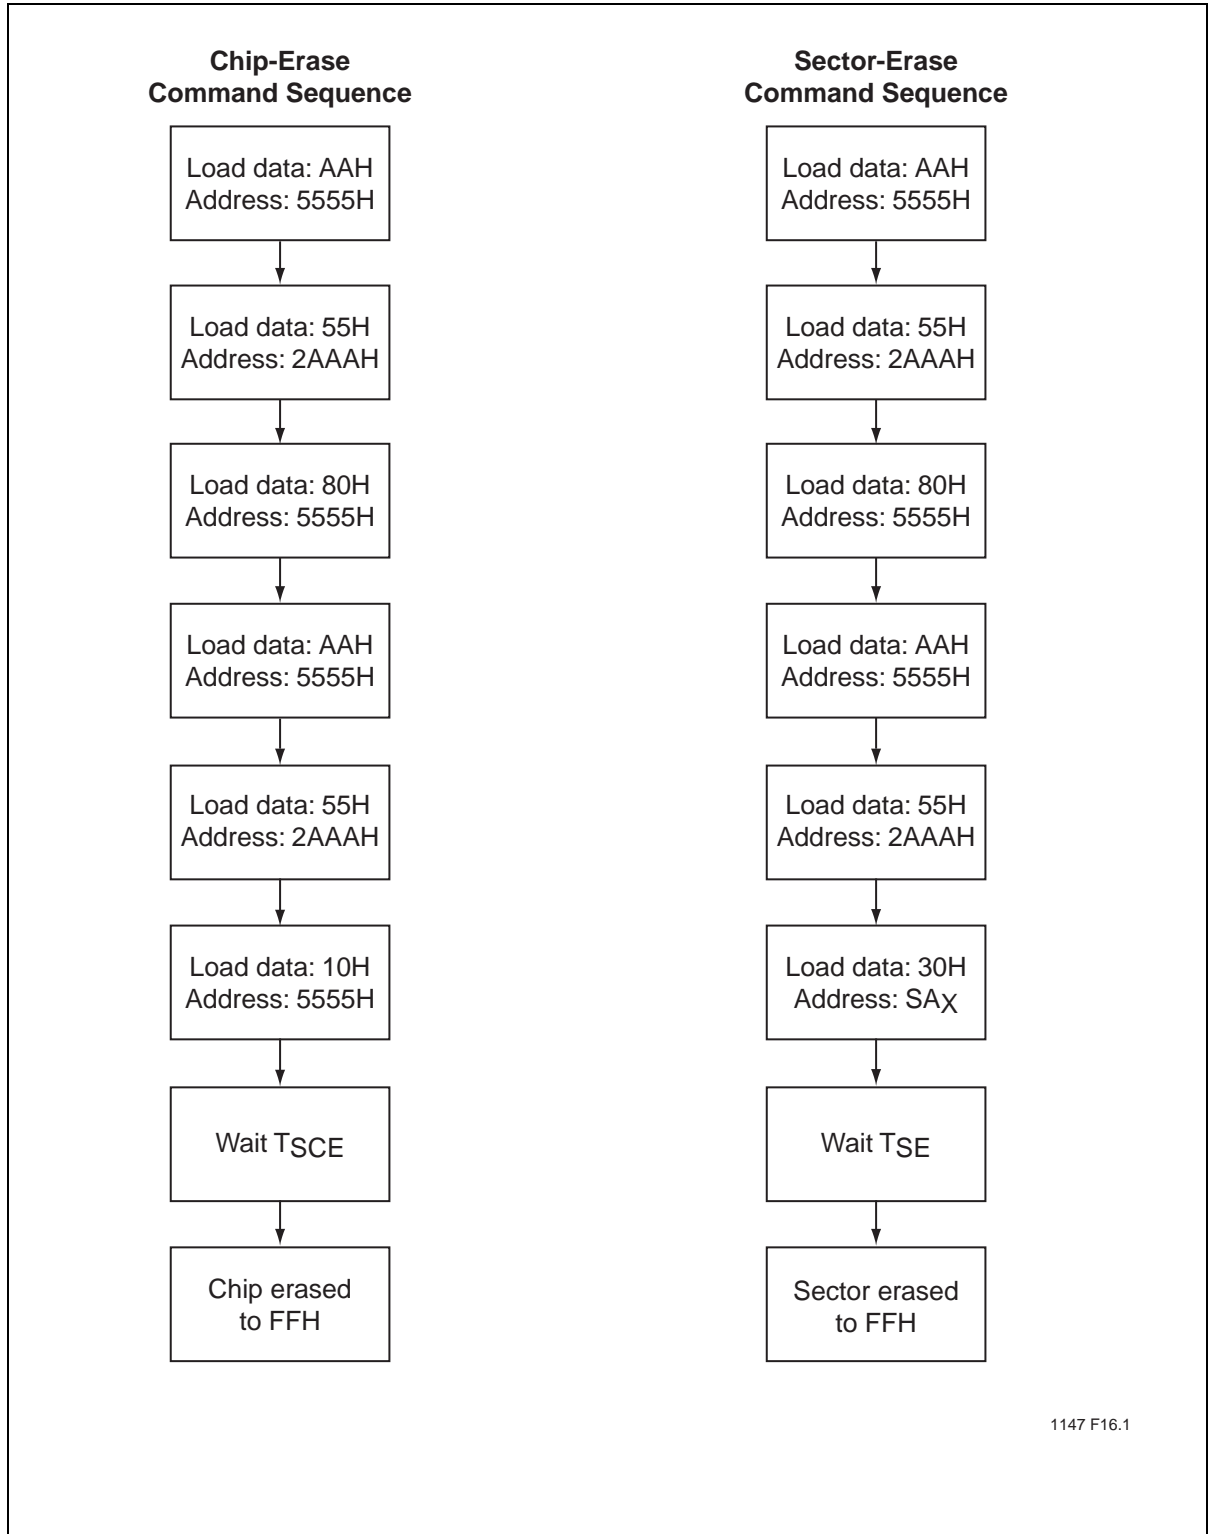 Chip-Erase
Command Sequence
Load data: AAH
Address: 5555H
Load data: 55H
Address: 2AAAH
Load data: 80H
Address: 5555H
Load data: AAH
Address: 5555H
Load data: 55H
Address: 2AAAH
Load data: 10H
Address: 5555H
Wait TSCE
Chip erased
to FFH
Sector-Erase
Command Sequence
Load data: AAH
Address: 5555H
Load data: 55H
Address: 2AAAH
Load data: 80H
Address: 5555H
Load data: AAH
Address: 5555H
Load data: 55H
Address: 2AAAH
Load data: 30H
Address: SAX
Wait TSE
Sector erased
to FFH
1147 F16.1